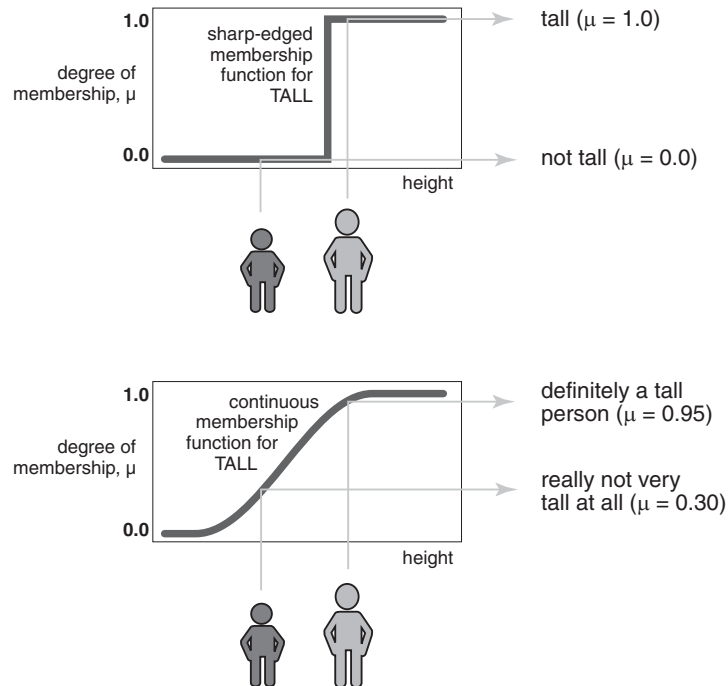 1.0
sharp-edged
membership
function for
TALL
degree of
membership, μ
0.0
height
tall (μ = 1.0)
not tall (μ = 0.0)
1.0
continuous
membership
function for
TALL
degree of
membership, μ
0.0
height
definitely a tall
person (μ = 0.95)
really not very
tall at all (μ = 0.30)